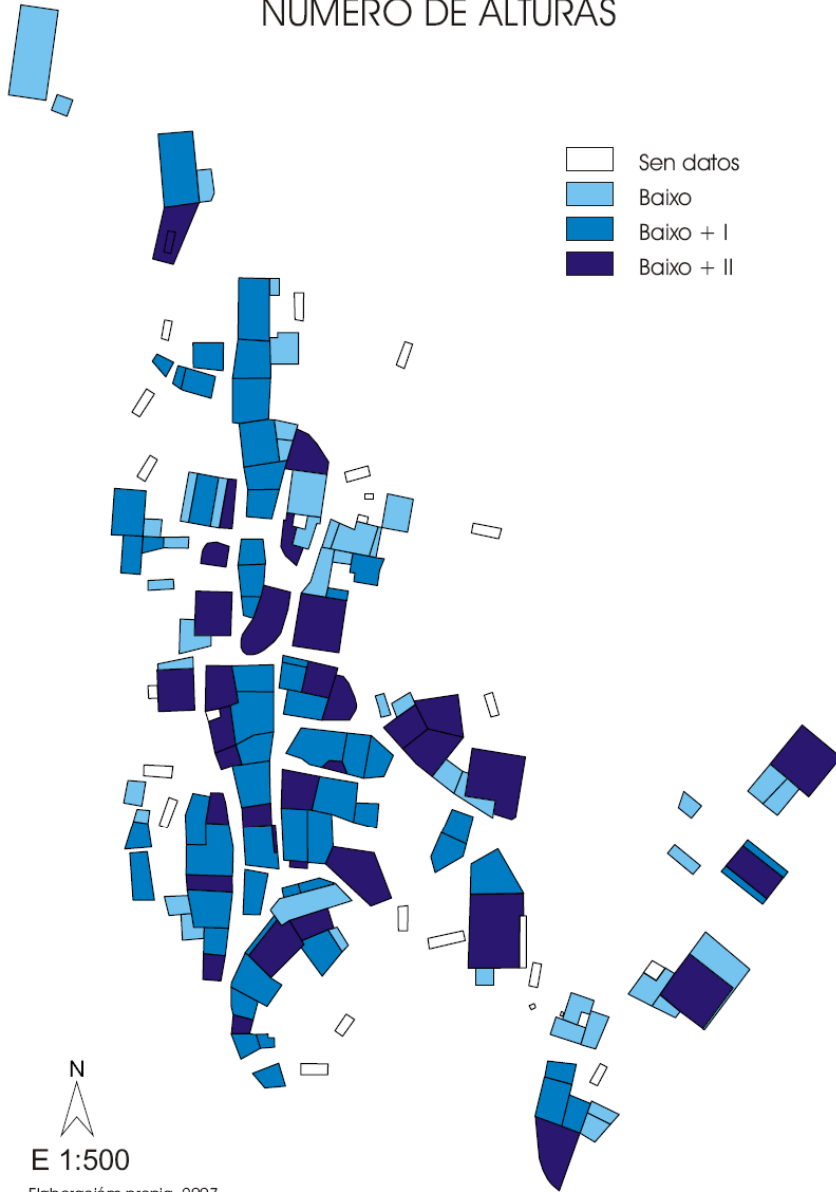 NÚMERO DE ALTURAS
Sen datos
Baixo
Baixo + I
Baixo + II
N
E 1:500